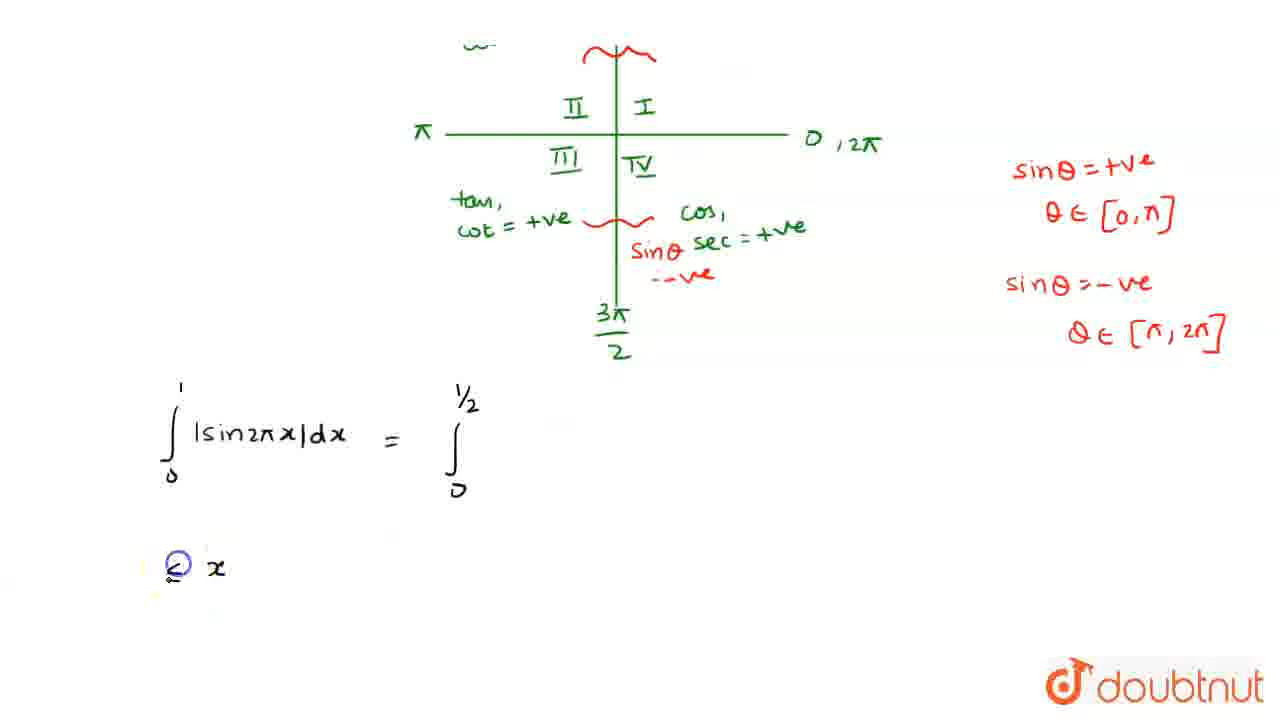 II I
π 0 , 2π
III IV
sinθ = +ve
θ ∈ [0, π]
tan,
cot = +ve
cos,
sec = +ve
sinθ
= -ve
sinθ = -ve
θ ∈ [π, 2π]
3π
2
1
∫ |sin2πx|dx = ∫
0
1/2
0
≤ x
doubtnut